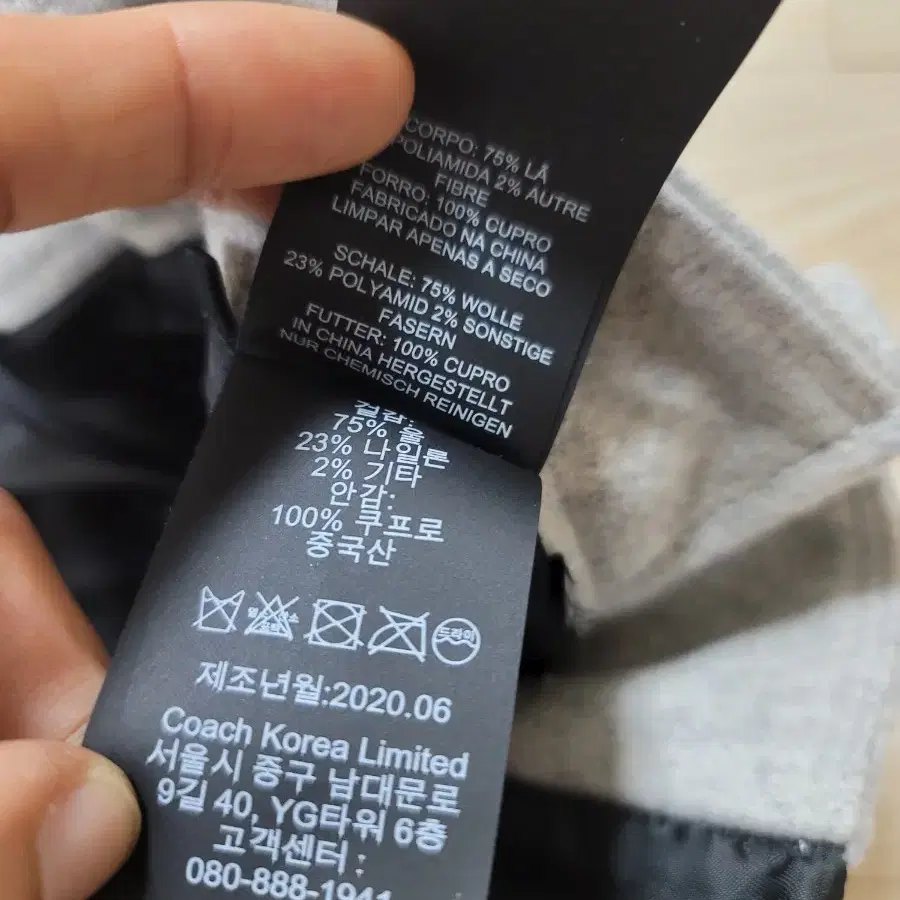 CORPO: 75% LÃ
POLIAMIDA 2% AUTRE
FIBRE
FORRO: 100% CUPRO
FABRICADO NA CHINA
LIMPAR APENAS A SECO
SCHALE: 75% WOLLE
23% POLYAMID 2% SONSTIGE
FASERN
FUTTER: 100% CUPRO
IN CHINA HERGESTELLT
NUR CHEMISCH REINIGEN
겉감:
75% 울
23% 나일론
2% 기타
안감:
100% 쿠프로
중국산
드라이
제조년월:2020.06
Coach Korea Limited
서울시 중구 남대문로
9길 40, YG타워 6층
고객센터 :
080-888-1941